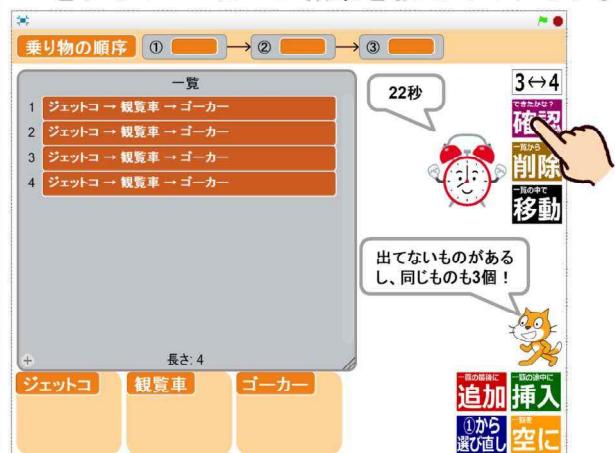 乗り物の順序 ① → ② → ③
一覧
1 ジェットコ → 観覧車 → ゴーカー
2 ジェットコ → 観覧車 → ゴーカー
3 ジェットコ → 観覧車 → ゴーカー
4 ジェットコ → 観覧車 → ゴーカー
+ 長さ: 4
22秒
3↔4
できたかな?
確認
一覧から
削除
一覧の中で
移動
出てないものがある
し、同じものも3個!
ジェットコ
観覧車
ゴーカー
一覧の最後に
追加
一覧の途中に
挿入
①から
選び直し
一覧を
空に